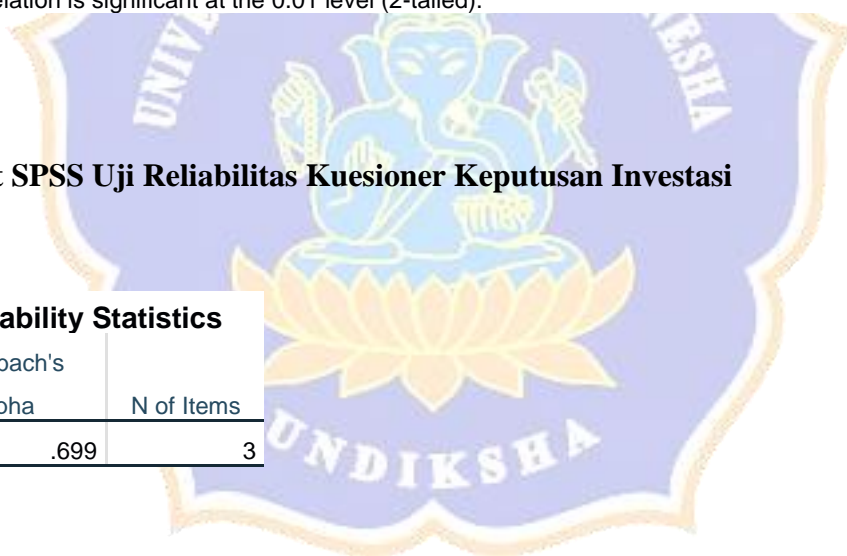 elation is significant at the 0.01 level (2-tailed).
SPSS Uji Reliabilitas Kuesioner Keputusan Investasi
ability Statistics
bach's
pha N of Items
.699 3
UNDIKSHA